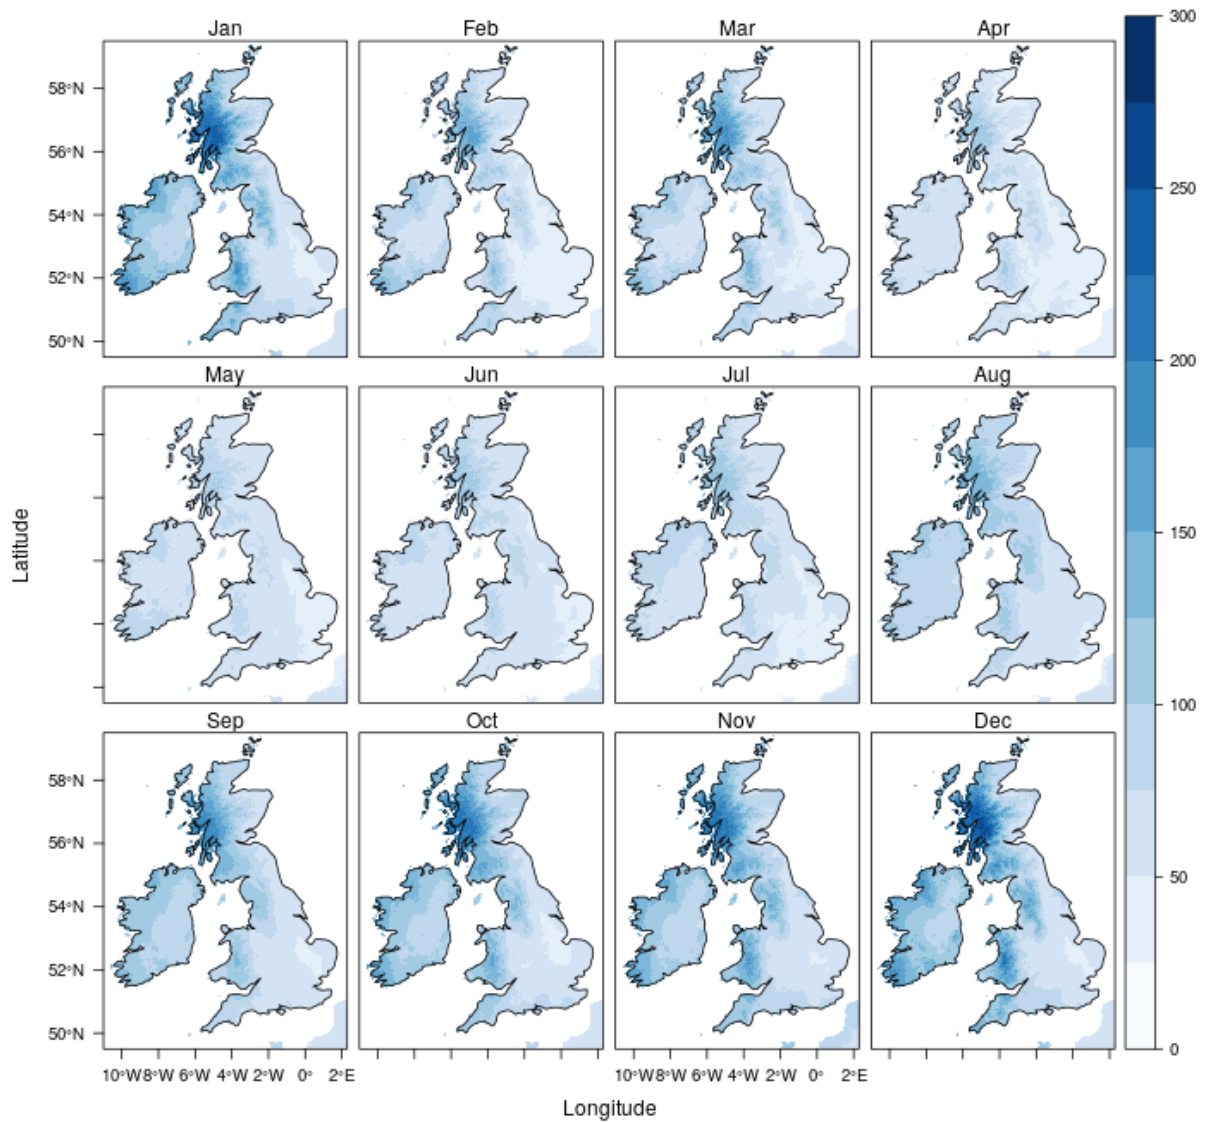 Jan Feb Mar Apr
300
58°N
56°N
54°N
52°N
50°N
250
200
May Jun Jul Aug
150
Latitude
100
Sep Oct Nov Dec
58°N
56°N
54°N
52°N
50°N
50
0
10°W 8°W 6°W 4°W 2°W 0° 2°E 10°W 8°W 6°W 4°W 2°W 0° 2°E
Longitude